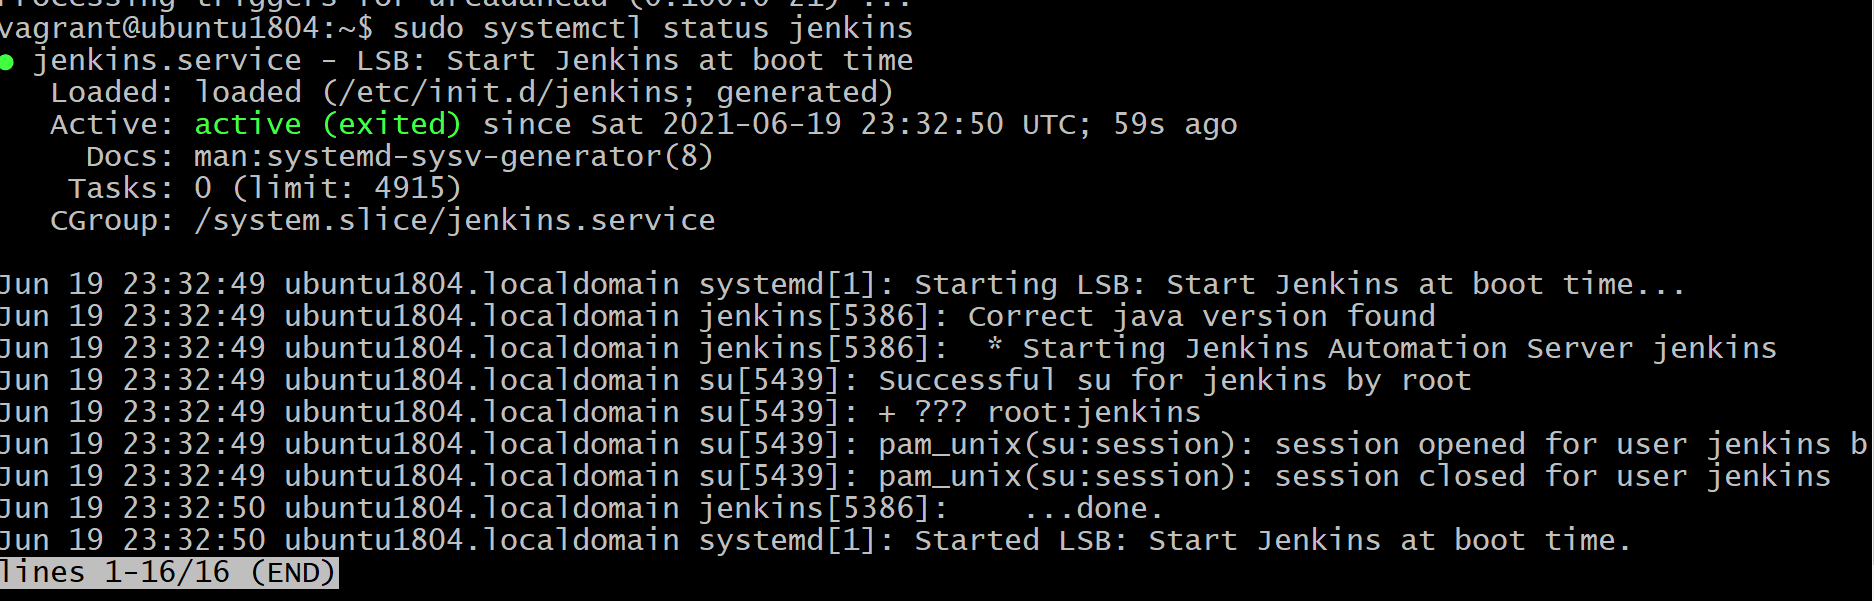 Processing triggers for ureadahead (0.100.0-21) ...
vagrant@ubuntu1804:~$ sudo systemctl status jenkins
● jenkins.service - LSB: Start Jenkins at boot time
Loaded: loaded (/etc/init.d/jenkins; generated)
Active: active (exited) since Sat 2021-06-19 23:32:50 UTC; 59s ago
Docs: man:systemd-sysv-generator(8)
Tasks: 0 (limit: 4915)
CGroup: /system.slice/jenkins.service
Jun 19 23:32:49 ubuntu1804.localdomain systemd[1]: Starting LSB: Start Jenkins at boot time...
Jun 19 23:32:49 ubuntu1804.localdomain jenkins[5386]: Correct java version found
Jun 19 23:32:49 ubuntu1804.localdomain jenkins[5386]:  * Starting Jenkins Automation Server jenkins
Jun 19 23:32:49 ubuntu1804.localdomain su[5439]: Successful su for jenkins by root
Jun 19 23:32:49 ubuntu1804.localdomain su[5439]: + ??? root:jenkins
Jun 19 23:32:49 ubuntu1804.localdomain su[5439]: pam_unix(su:session): session opened for user jenkins b
Jun 19 23:32:49 ubuntu1804.localdomain su[5439]: pam_unix(su:session): session closed for user jenkins
Jun 19 23:32:50 ubuntu1804.localdomain jenkins[5386]:    ...done.
Jun 19 23:32:50 ubuntu1804.localdomain systemd[1]: Started LSB: Start Jenkins at boot time.
lines 1-16/16 (END)